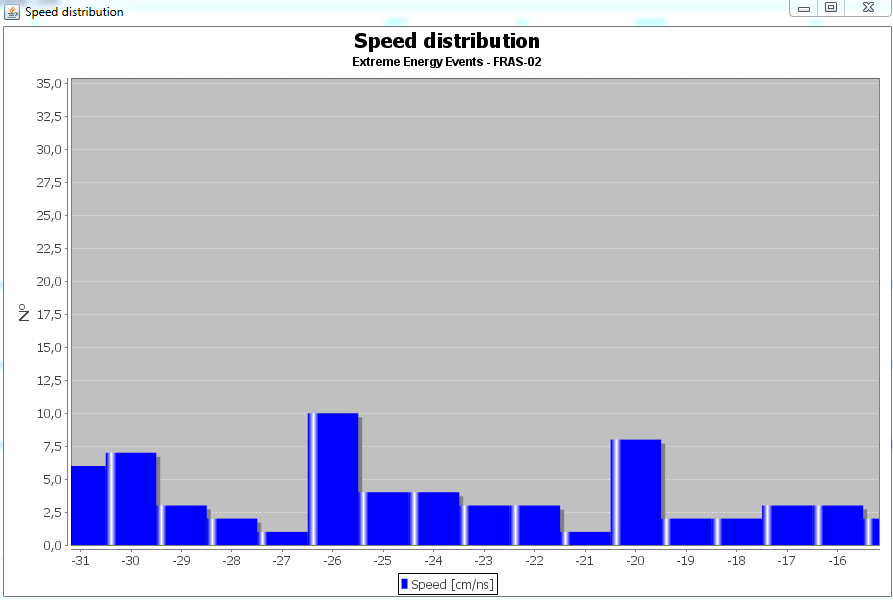 Speed distribution
Speed distribution
Extreme Energy Events - FRAS-02
35,0
32,5
30,0
27,5
25,0
22,5
20,0
17,5
15,0
12,5
10,0
7,5
5,0
2,5
0,0
Nº
-31 -30 -29 -28 -27 -26 -25 -24 -23 -22 -21 -20 -19 -18 -17 -16
Speed [cm/ns]